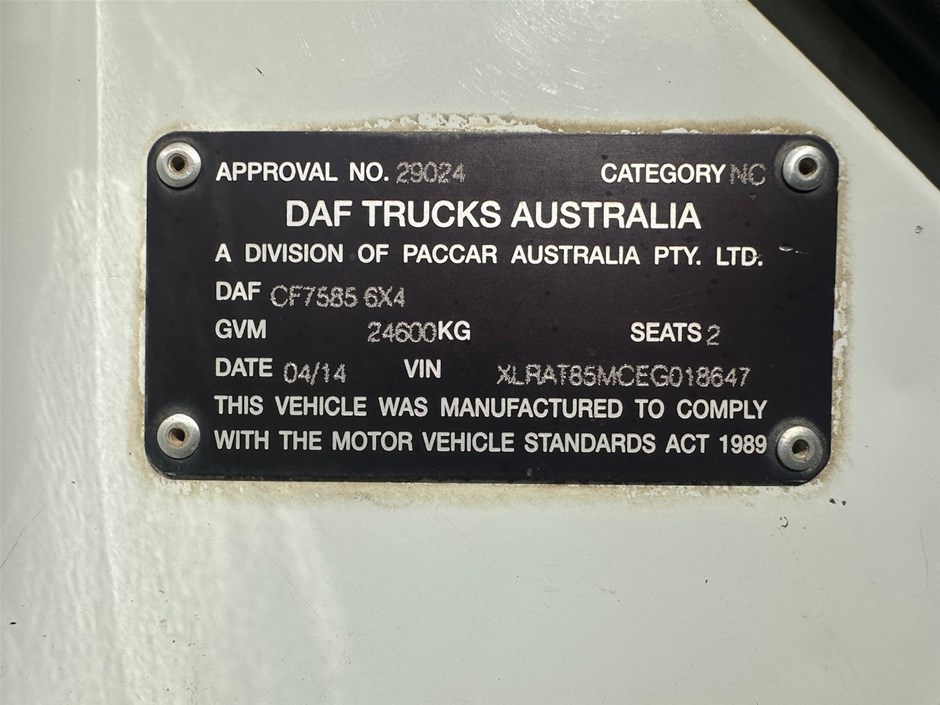 APPROVAL NO. 29024 CATEGORY NC
DAF TRUCKS AUSTRALIA
A DIVISION OF PACCAR AUSTRALIA PTY. LTD.
DAF CF7585 6X4
GVM 24600KG SEATS 2
DATE 04/14 VIN XLRAT85MCEG018647
THIS VEHICLE WAS MANUFACTURED TO COMPLY
WITH THE MOTOR VEHICLE STANDARDS ACT 1989